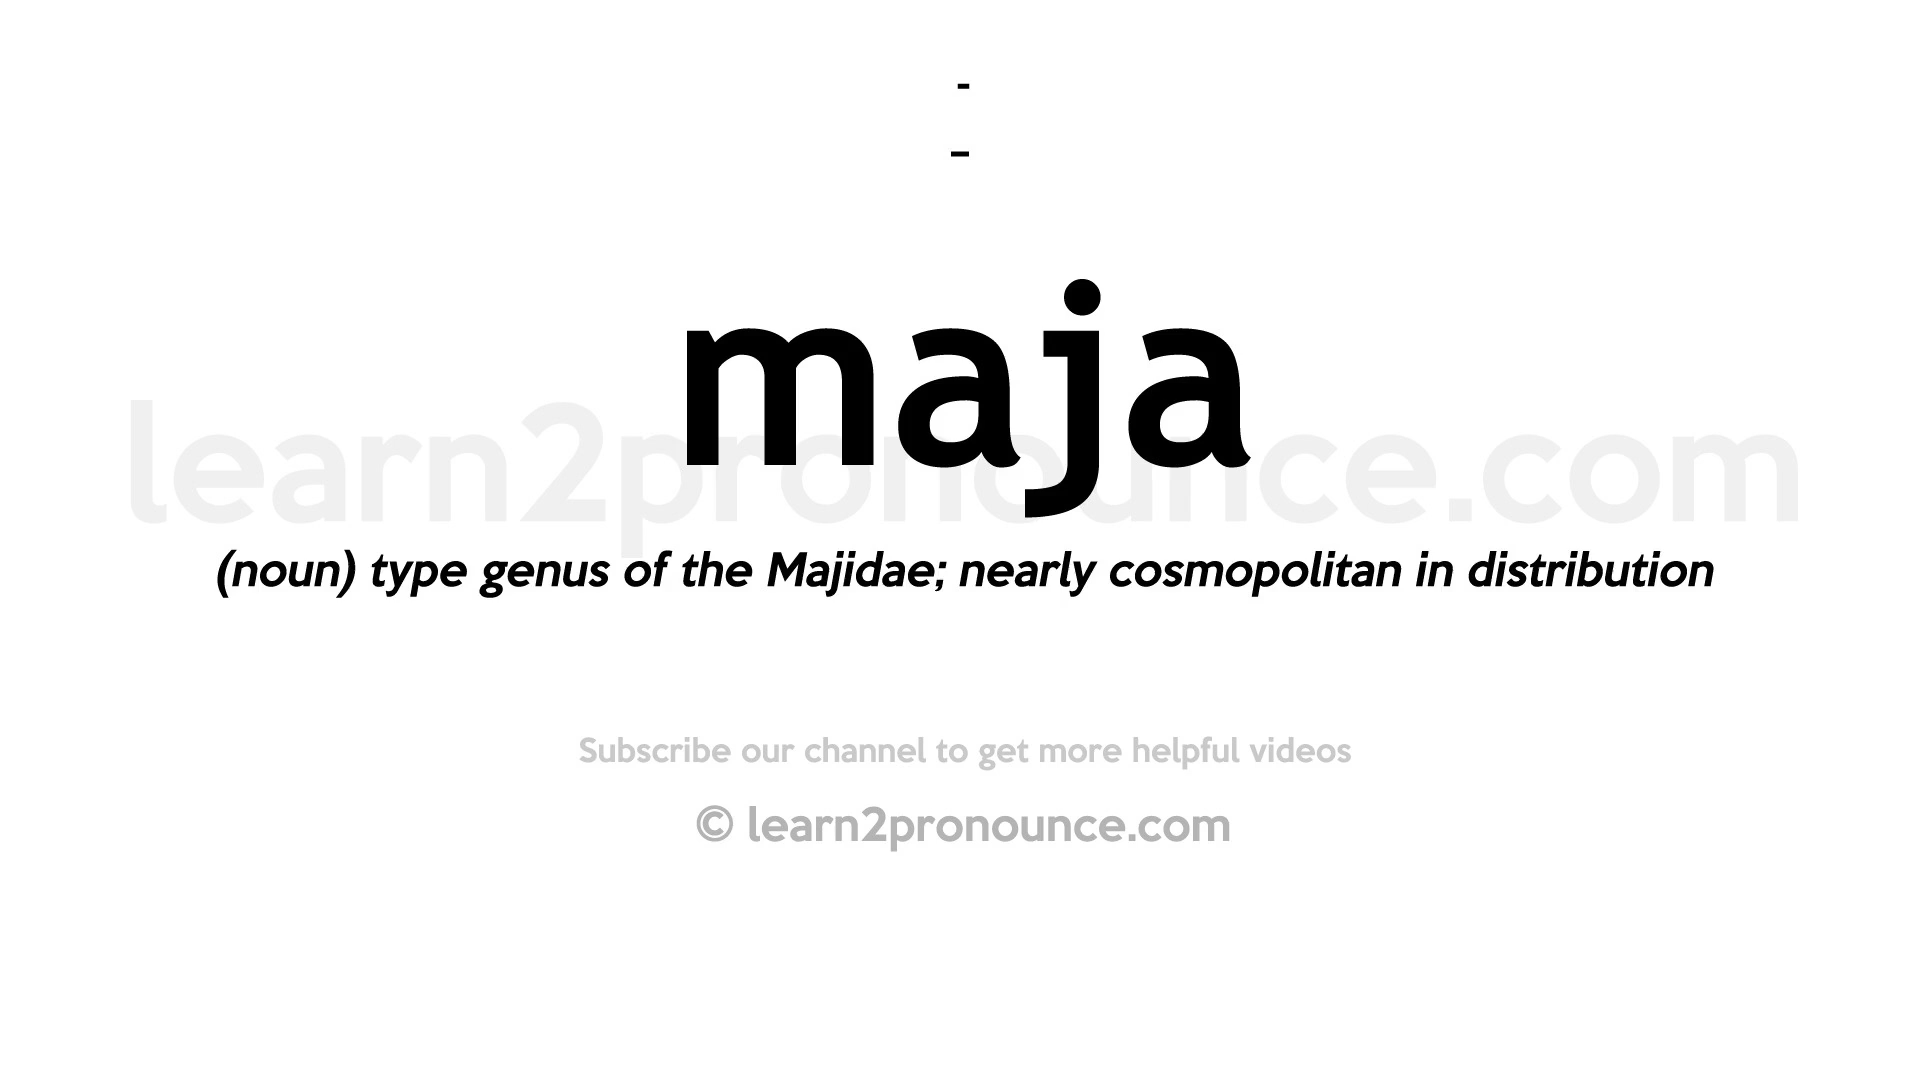 -
–
maja
learn2pronounce.com
(noun) type genus of the Majidae; nearly cosmopolitan in distribution
Subscribe our channel to get more helpful videos
© learn2pronounce.com